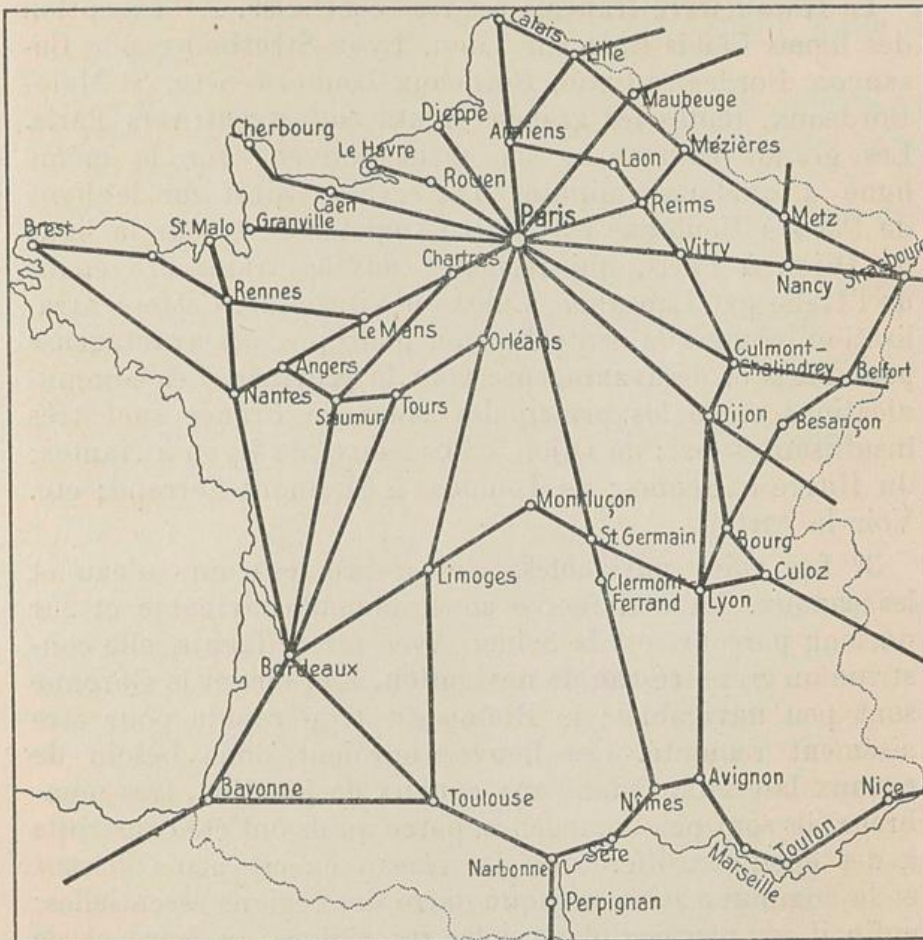 Calais
Lille
Maubeuge
Dieppe
Amiens
Mézières
Cherbourg
Le Havre
Laon
Rouen
Caen
Reims
Metz
Paris
Brest
St. Malo
Granville
Vitry
Chartres
Nancy
Strasbourg
Rennes
Le Mans
Orléans
Culmont-
Chalindrey
Angers
Belfort
Nantes
Saumur
Tours
Dijon
Besançon
Montluçon
St Germain
Bourg
Limoges
Clermont
Ferrand
Lyon
Culoz
Bordeaux
Bayonne
Toulouse
Avignon
Nîmes
Nice
Sète
Marseille
Toulon
Narbonne
Perpignan